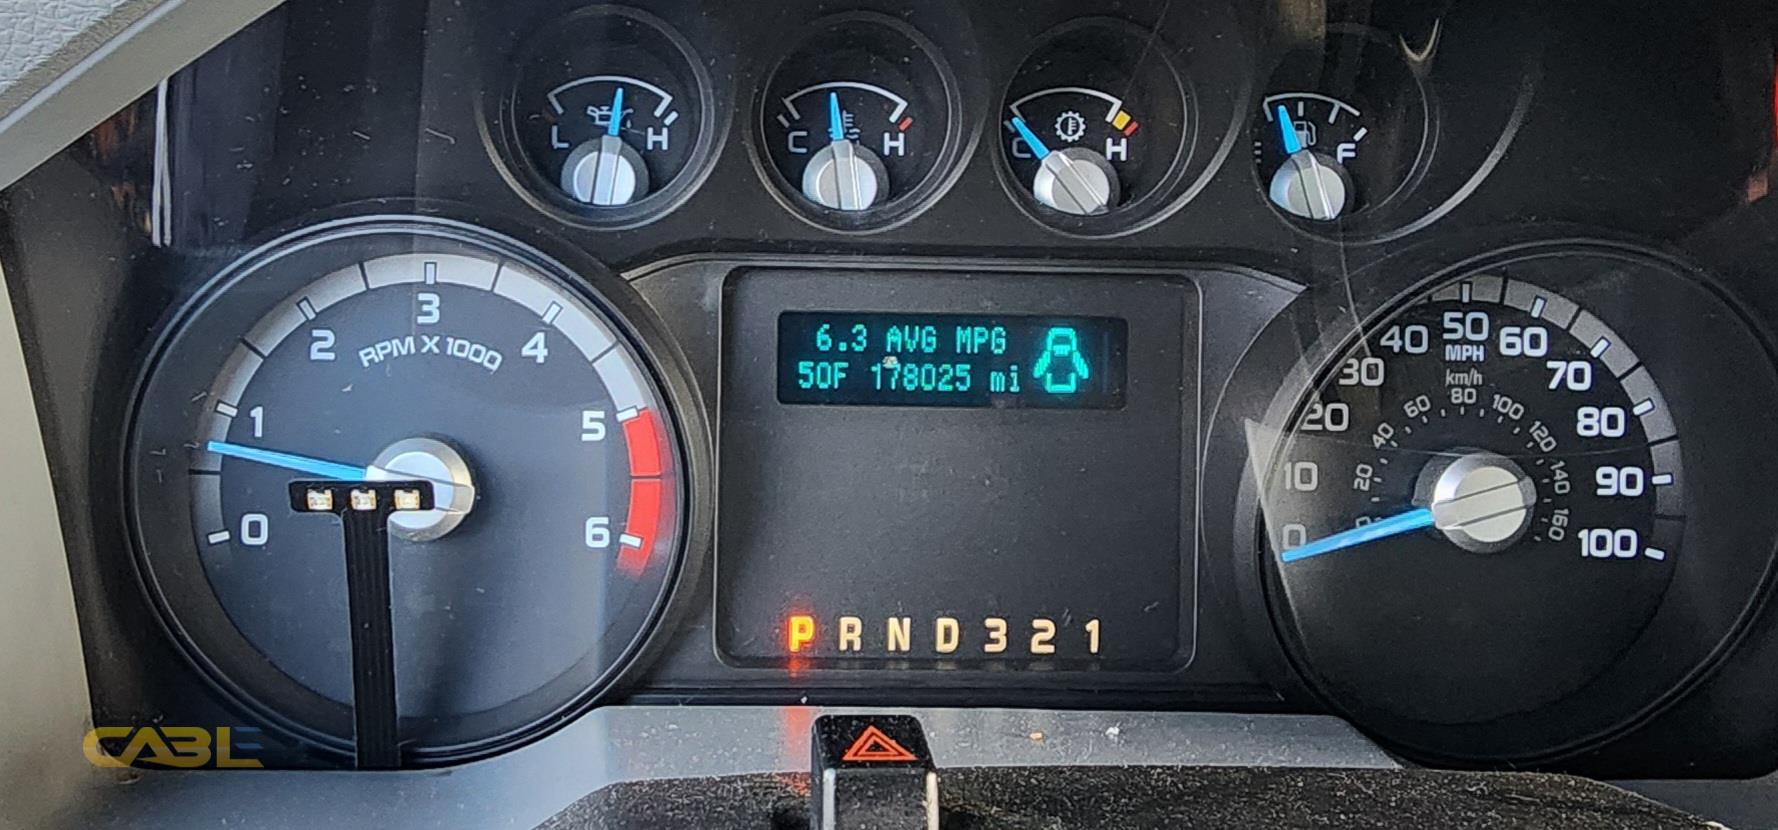 L H
C H
C H
F
0 1 2 3 4 5 6
RPM X 1000
6.3 AVG MPG
50F 178025 mi
0 10 20 30 40 50 60 70 80 90 100
MPH
km/h
20 40 60 80 100 120 140 160
P R N D 3 2 1
CABLE